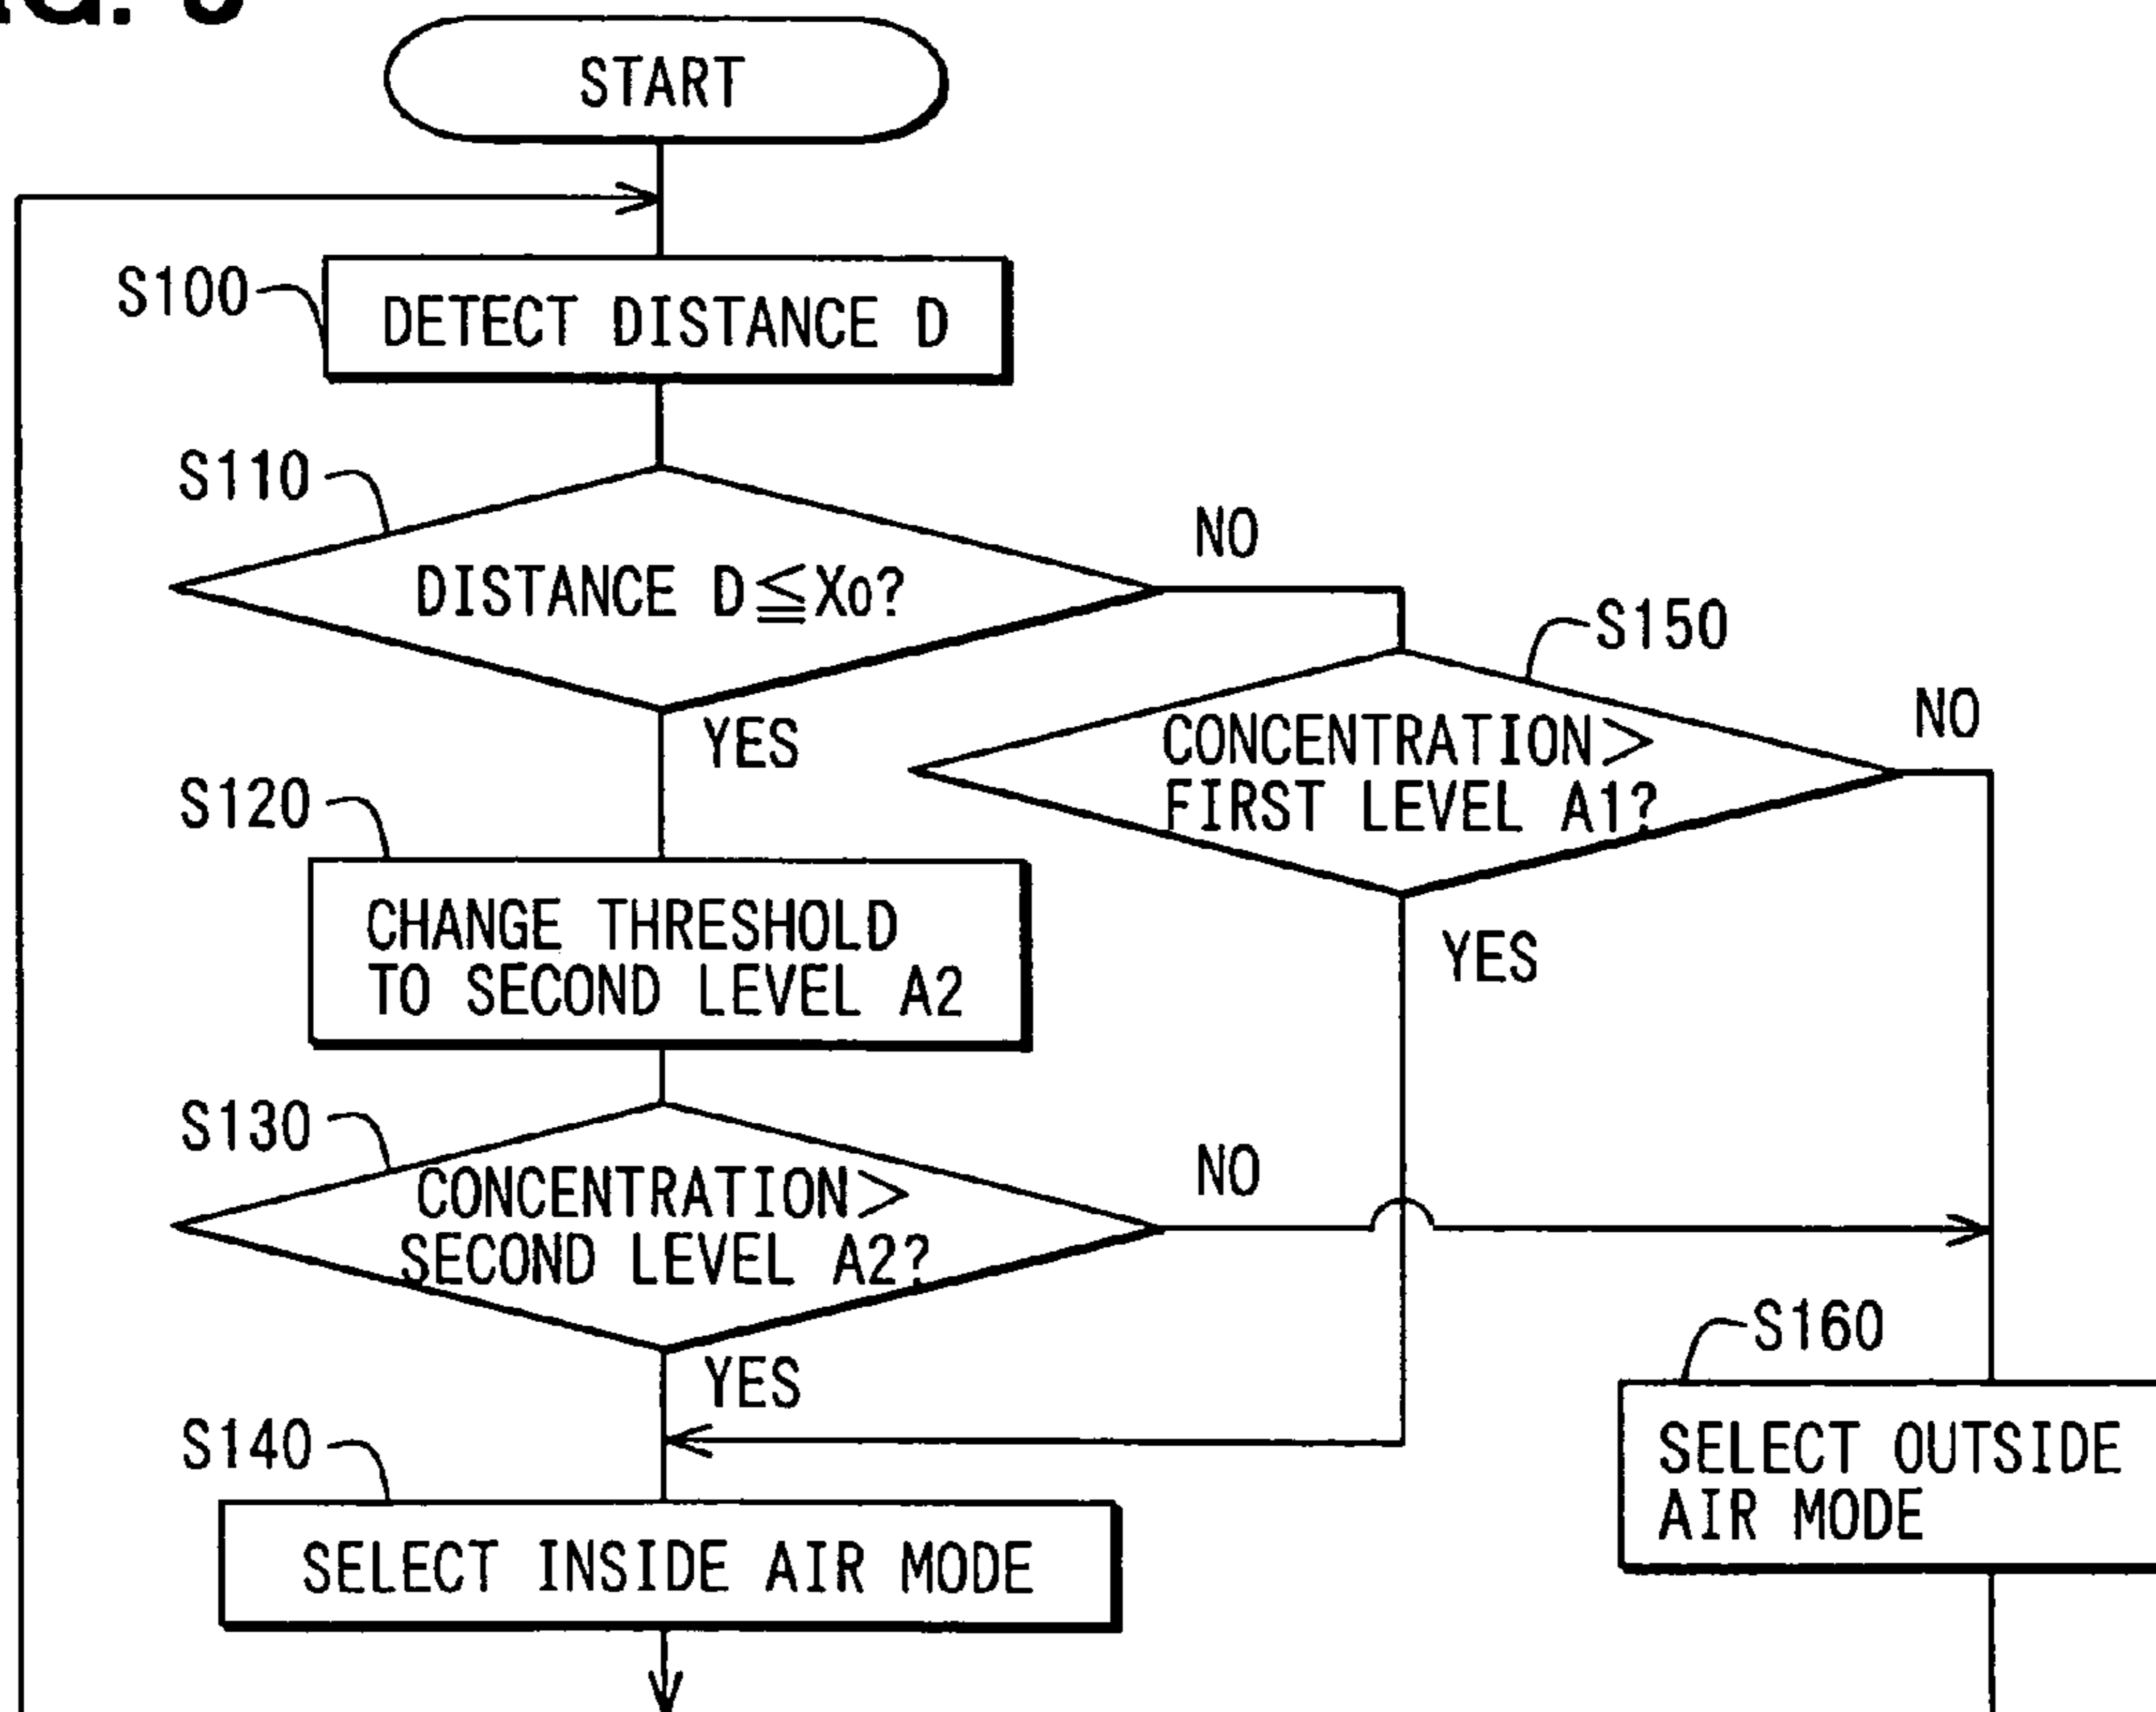 START
S100
DETECT DISTANCE D
S110
NO
DISTANCE D≦X0?
S150
YES
NO
CONCENTRATION>
FIRST LEVEL A1?
S120
CHANGE THRESHOLD
TO SECOND LEVEL A2
YES
S130
NO
CONCENTRATION>
SECOND LEVEL A2?
S160
YES
S140
SELECT OUTSIDE
AIR MODE
SELECT INSIDE AIR MODE